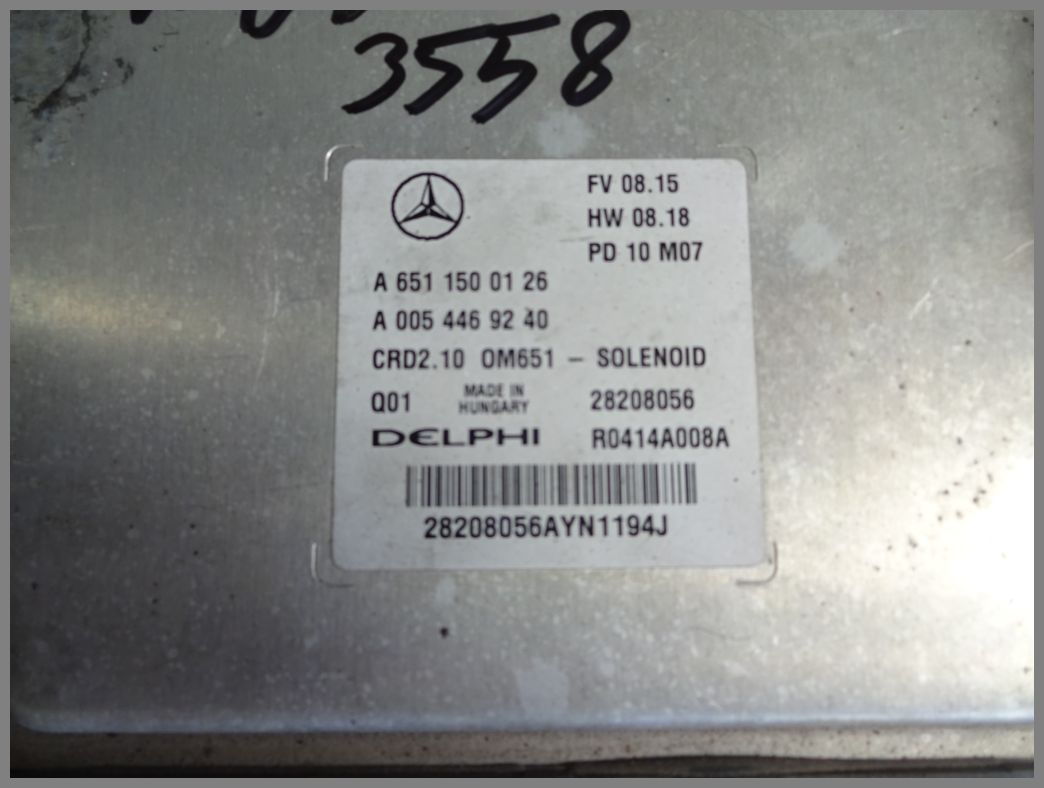 3558
FV 08.15
HW 08.18
PD 10 M07
A 651 150 01 26
A 005 446 92 40
CRD2.10 OM651 – SOLENOID
Q01 MADE IN HUNGARY 28208056
DELPHI R0414A008A
28208056AYN1194J